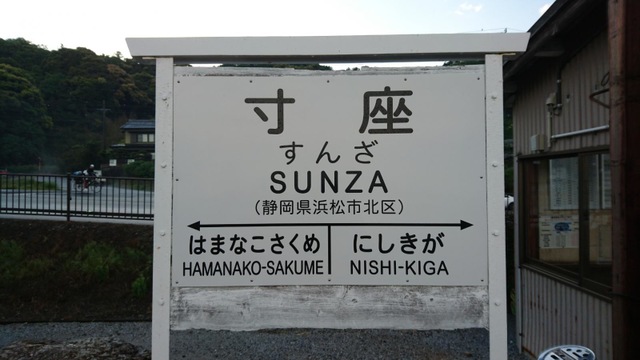 寸座
すんざ
SUNZA
(静岡県浜松市北区)
はまなこさくめ にしきが
HAMANAKO-SAKUME NISHI-KIGA